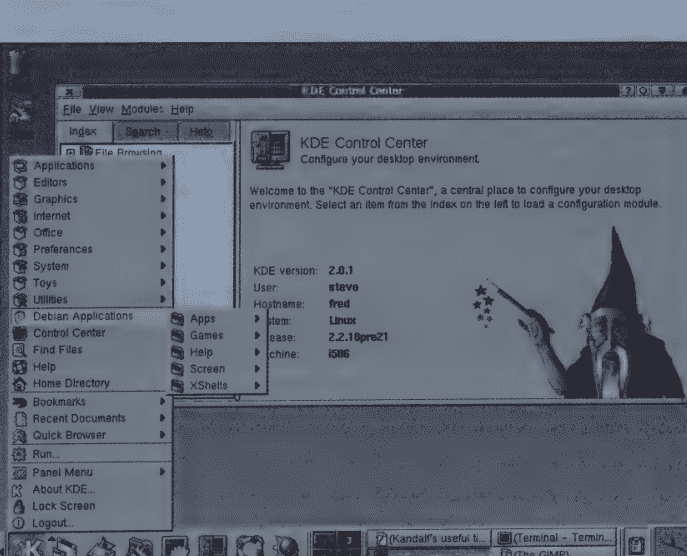 KDE Control Center
File View Modules Help
Index Search Help
File Browsing
KDE Control Center
Configure your desktop environment.
Welcome to the "KDE Control Center", a central place to configure your desktop
environment. Select an item from the index on the left to load a configuration module.
KDE version: 2.0.1
User: steve
Hostname: fred
stem: Linux
ease: 2.2.18pre21
chine: i586
Applications
Editors
Graphics
Internet
Office
Preferences
System
Toys
Utilities
Debian Applications
Control Center
Find Files
Help
Home Directory
Bookmarks
Recent Documents
Quick Browser
Run...
Panel Menu
About KDE...
Lock Screen
Logout...
Apps
Games
Help
Screen
XShells
(Kandalf's useful ti...
(Terminal - Termin...
(The GIMP)